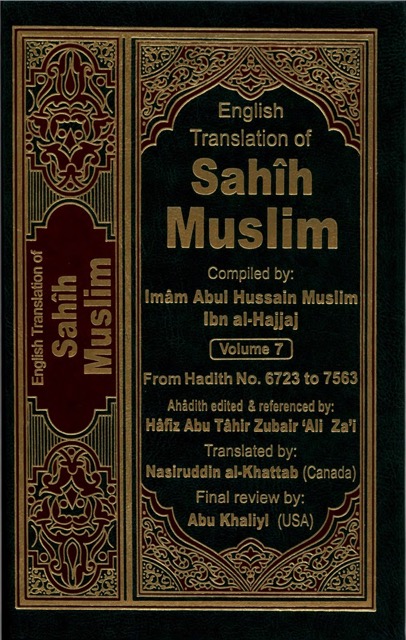 English Translation of
Sahîh
Muslim
English
Translation of
Sahîh
Muslim
Compiled by:
Imâm Abul Hussain Muslim
Ibn al-Hajjaj
Volume 7
From Hadith No. 6723 to 7563
Ahâdith edited & referenced by:
Hâfiz Abu Tâhir Zubair 'Ali Za'i
Translated by:
Nasiruddin al-Khattab (Canada)
Final review by:
Abu Khaliyl (USA)